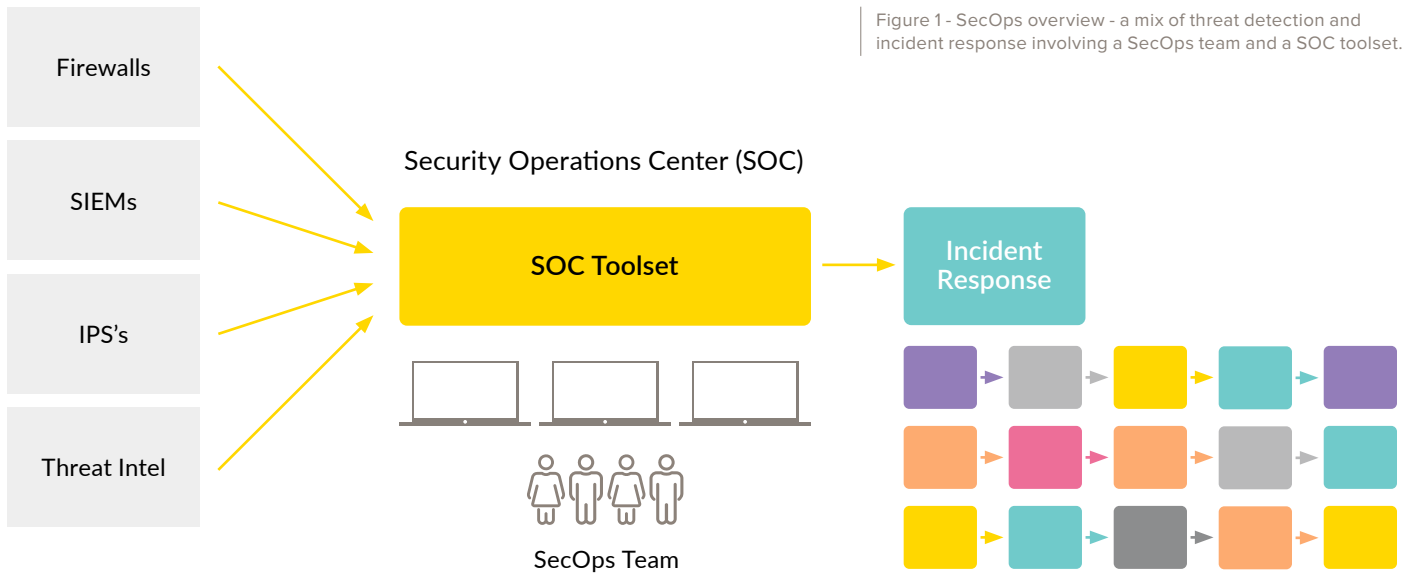 Figure 1 - SecOps overview - a mix of threat detection and
incident response involving a SecOps team and a SOC toolset.
Firewalls
SIEMs
IPS's
Threat Intel
Security Operations Center (SOC)
SOC Toolset
SecOps Team
Incident
Response